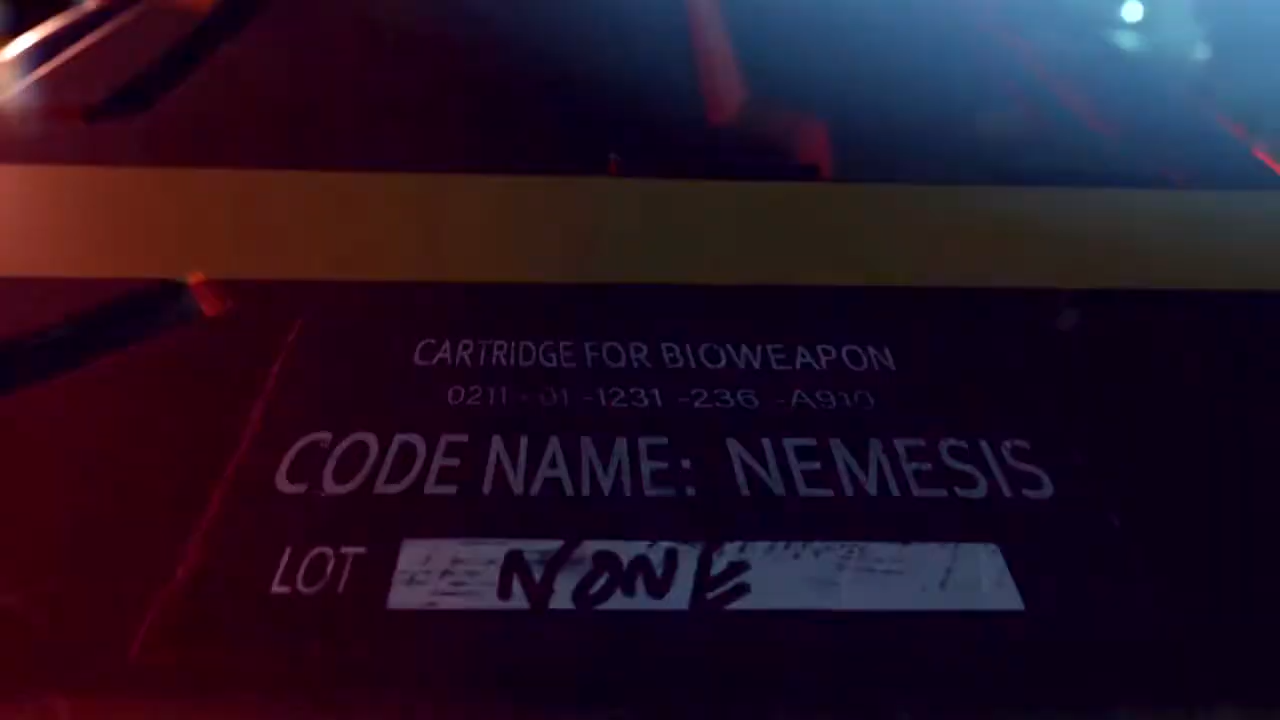 CARTRIDGE FOR BIOWEAPON
0211 - 01 -1231 -236 -A910
CODE NAME: NEMESIS
LOT NONE